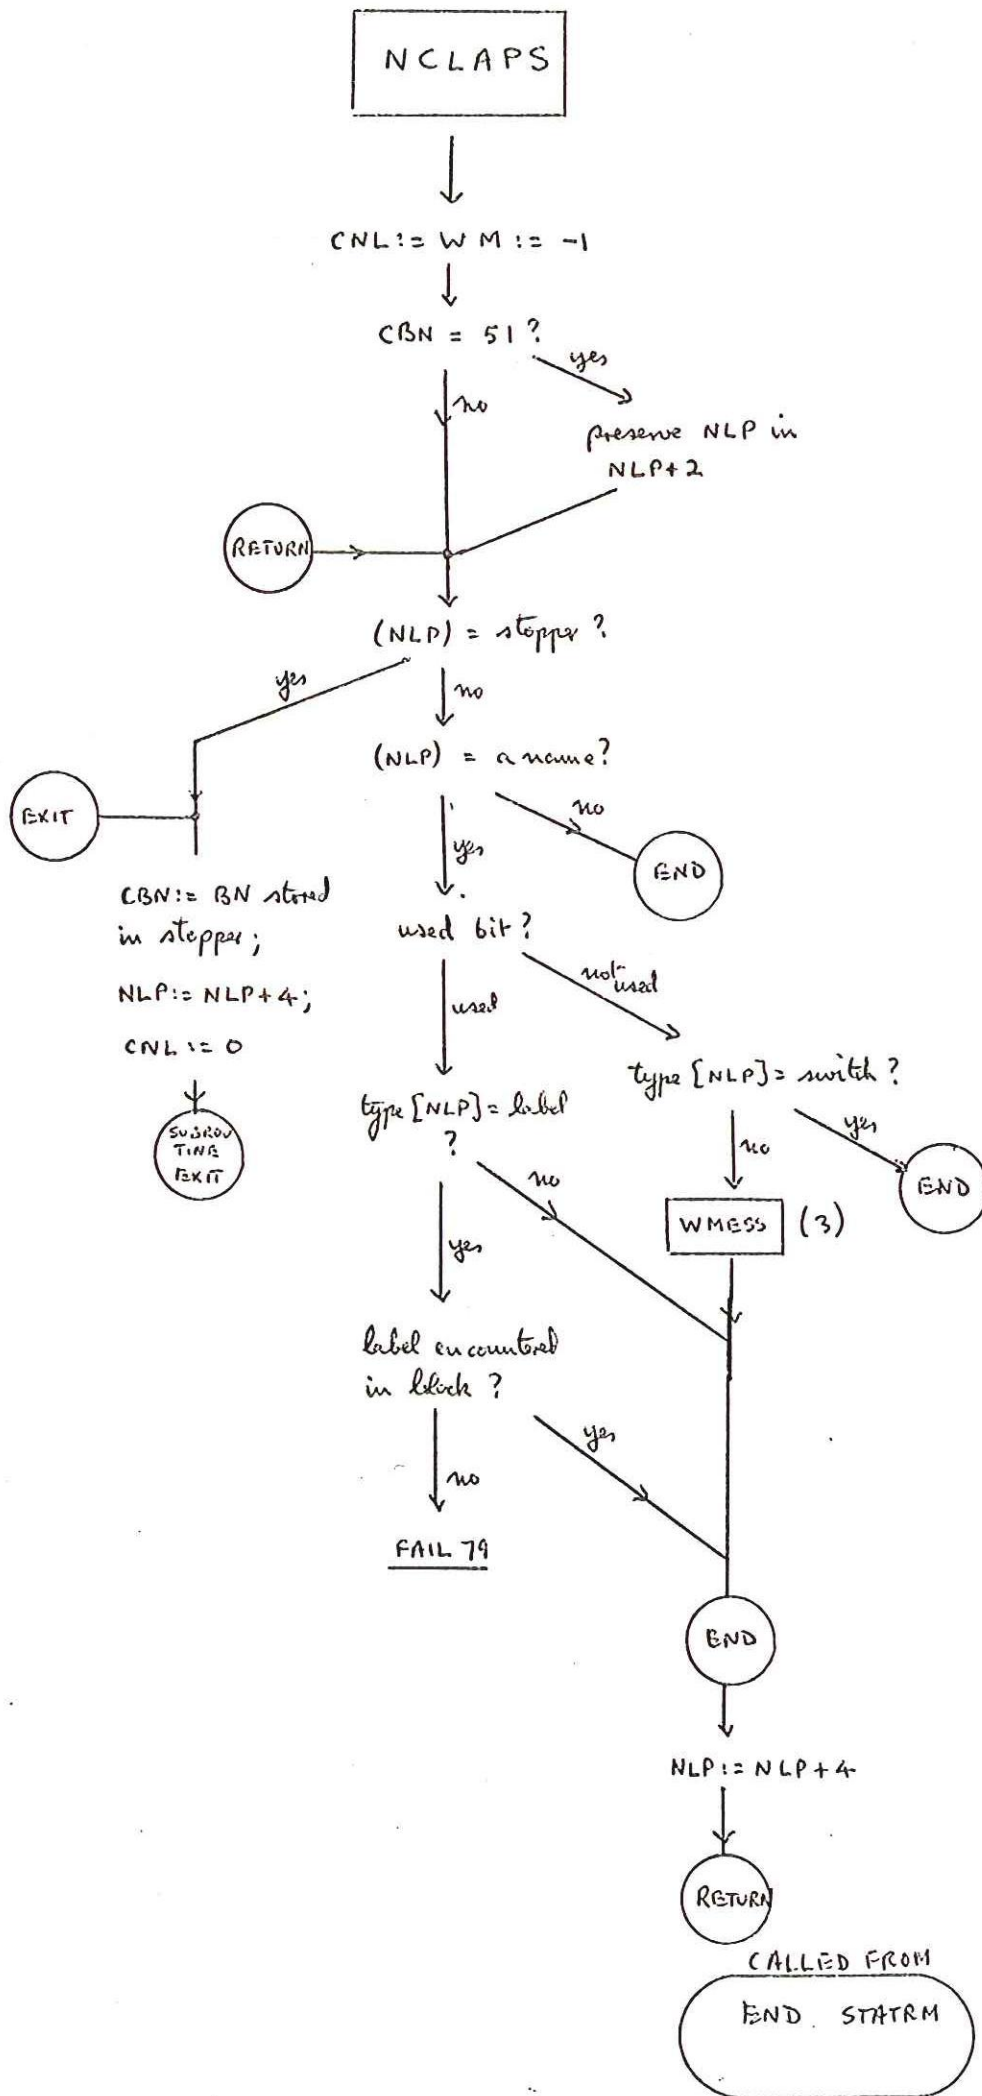 NCLAPS
CNL := WM := -1
CBN = 51 ?
yes
no
preserve NLP in
NLP+2
RETURN
(NLP) = stopper ?
yes
no
(NLP) = a name?
EXIT
no
yes
END
CBN := BN stored
in stopper;
used bit?
not used
NLP := NLP+4;
used
CNL := 0
type [NLP] = switch ?
type [NLP] = label
?
yes
no
SUBROU
TINE
EXIT
no
END
WMESS (3)
yes
label encountered
in block ?
yes
no
FAIL 79
END
NLP := NLP+4
RETURN
CALLED FROM
END. STATRM